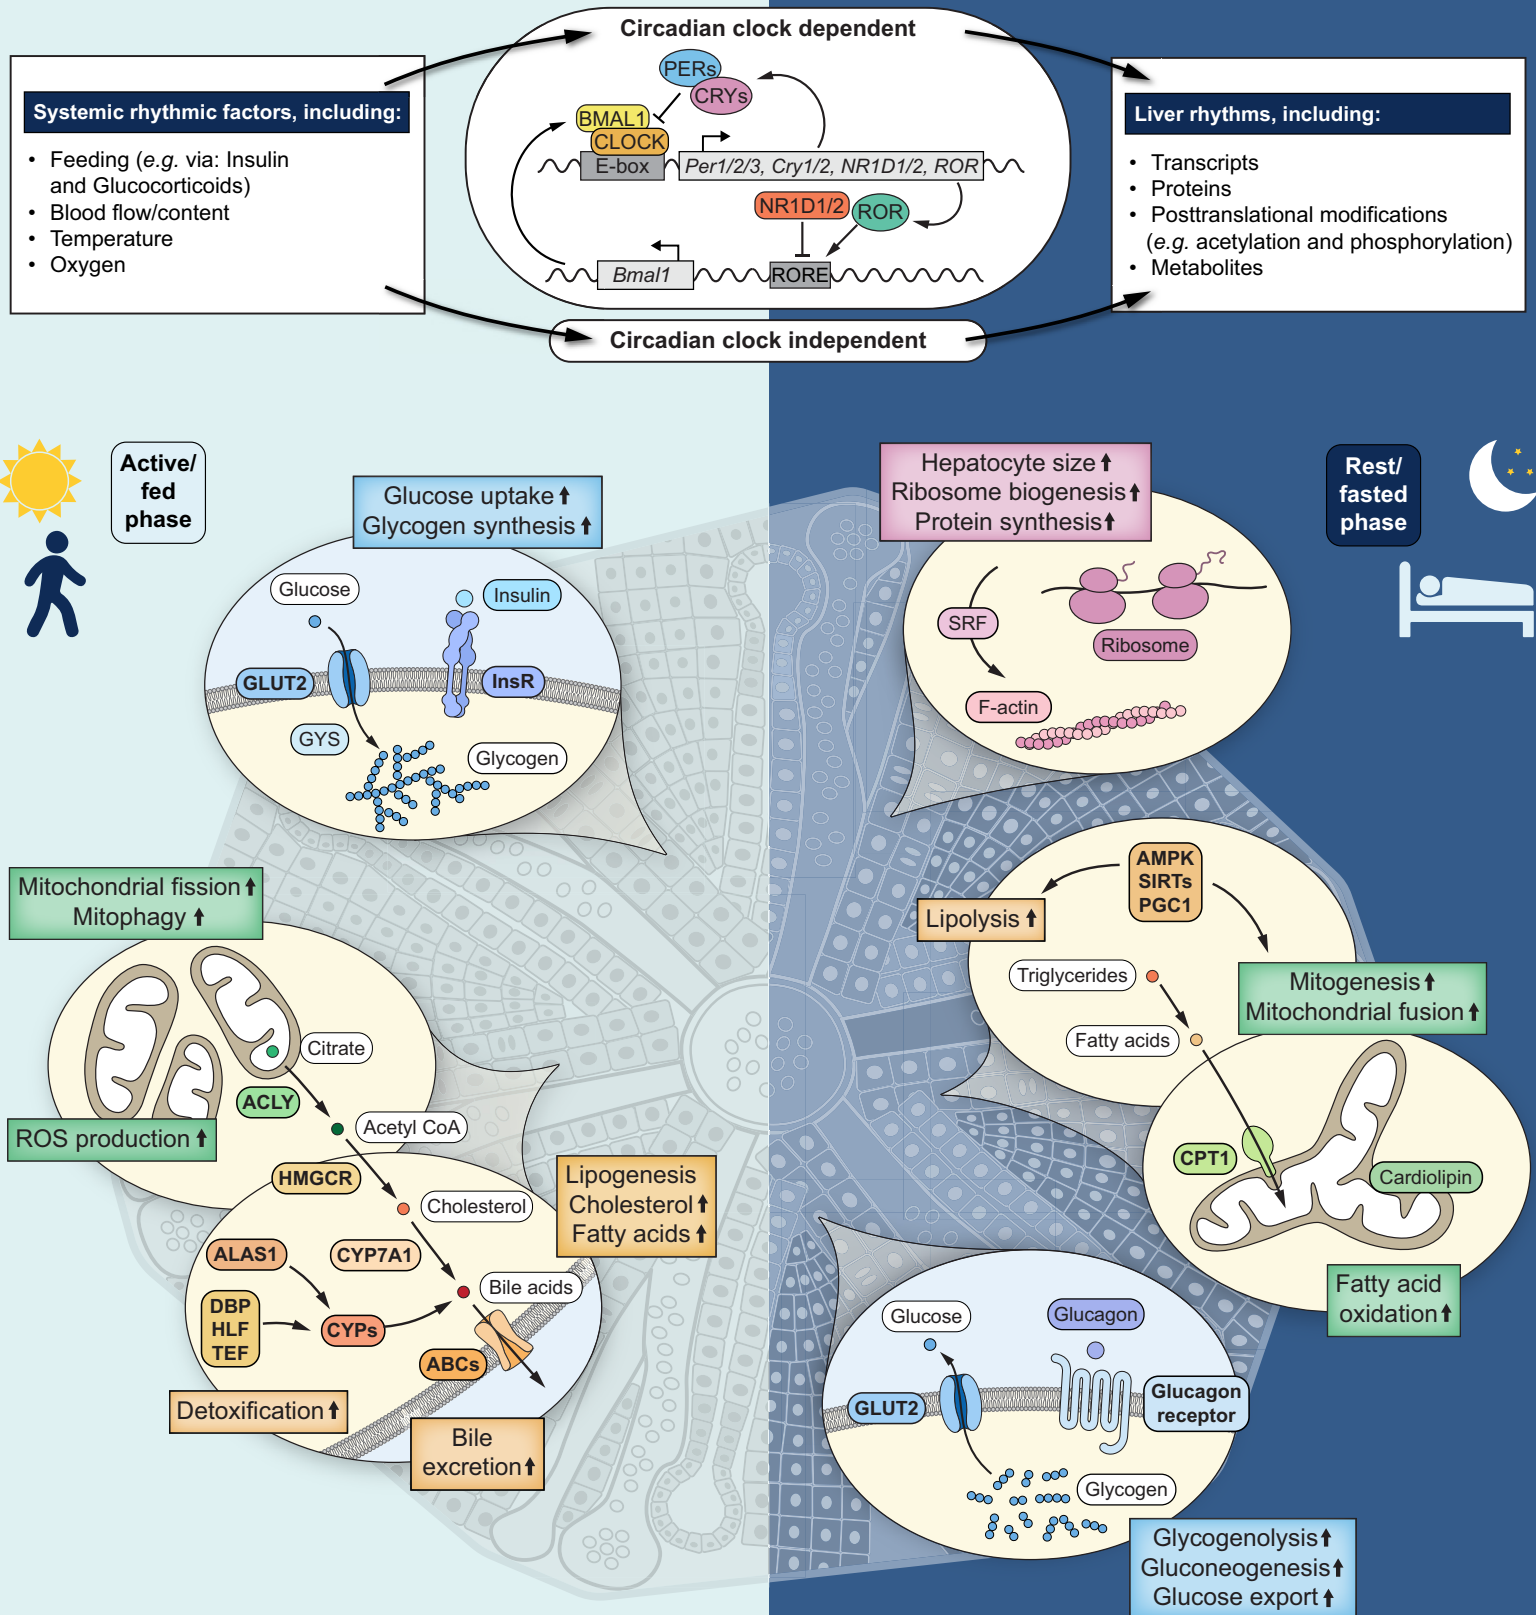 Circadian clock dependent
PERs
CRYs
BMAL1
CLOCK
E-box
Per1/2/3, Cry1/2, NR1D1/2, ROR
NR1D1/2
ROR
Bmal1
RORE
Circadian clock independent
Systemic rhythmic factors, including:
• Feeding (e.g. via: Insulin
and Glucocorticoids)
• Blood flow/content
• Temperature
• Oxygen
Liver rhythms, including:
• Transcripts
• Proteins
• Posttranslational modifications
(e.g. acetylation and phosphorylation)
• Metabolites
Active/
fed
phase
Glucose uptake
Glycogen synthesis
Glucose
Insulin
GLUT2
InsR
GYS
Glycogen
Mitochondrial fission
Mitophagy
Citrate
ACLY
Acetyl CoA
ROS production
HMGCR
Cholesterol
Lipogenesis
Cholesterol
Fatty acids
ALAS1
CYP7A1
Bile acids
DBP
HLF
TEF
CYPs
ABCs
Detoxification
Bile
excretion
Rest/
fasted
phase
Hepatocyte size
Ribosome biogenesis
Protein synthesis
SRF
Ribosome
F-actin
AMPK
SIRTs
PGC1
Lipolysis
Triglycerides
Mitogenesis
Mitochondrial fusion
Fatty acids
CPT1
Cardiolipin
Fatty acid
oxidation
Glucose
Glucagon
GLUT2
Glucagon
receptor
Glycogen
Glycogenolysis
Gluconeogenesis
Glucose export